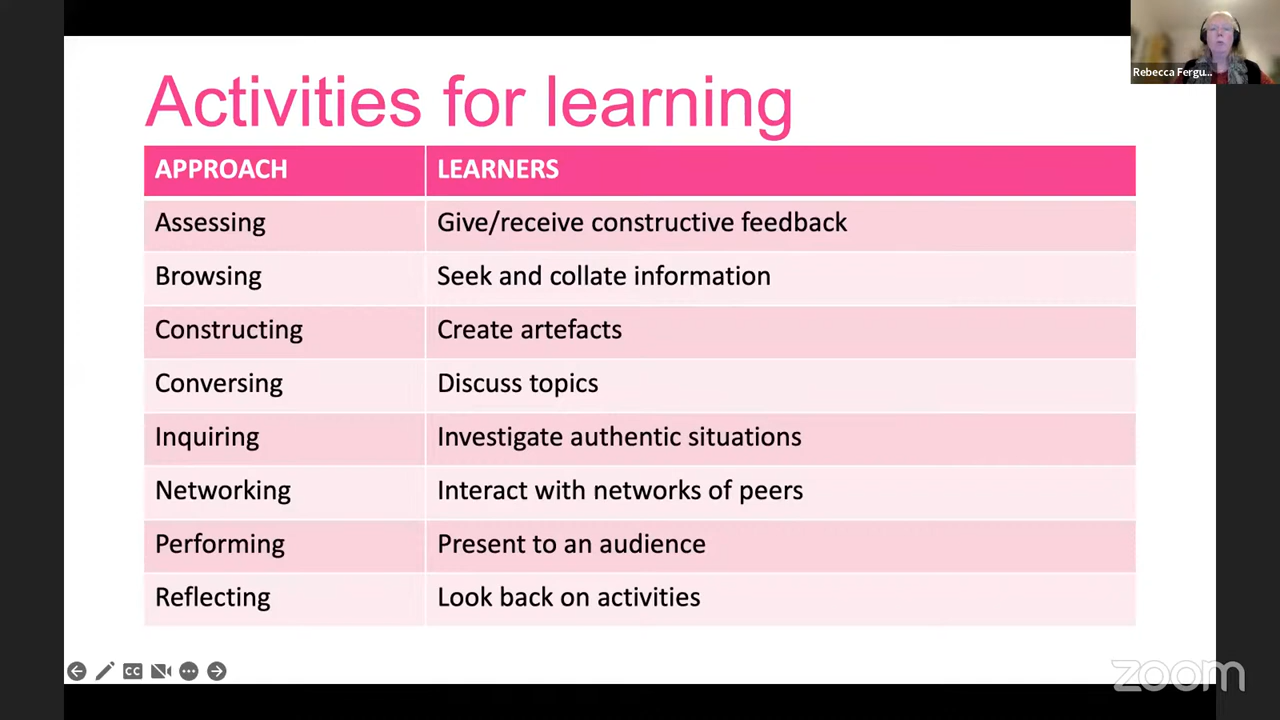 Rebecca Fergu...
Activities for learning
APPROACH LEARNERS
Assessing Give/receive constructive feedback
Browsing Seek and collate information
Constructing Create artefacts
Conversing Discuss topics
Inquiring Investigate authentic situations
Networking Interact with networks of peers
Performing Present to an audience
Reflecting Look back on activities
CC
zoom